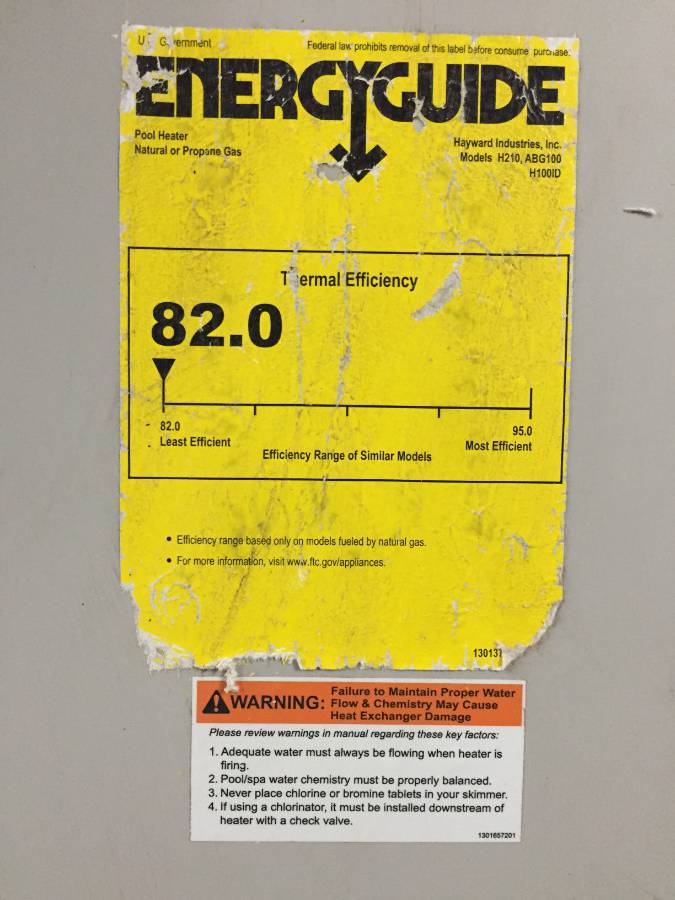 Government Federal law prohibits removal of this label before consumer purchase.
ENERGYGUIDE
Pool Heater
Natural or Propane Gas
Hayward Industries, Inc.
Models H210, ABG100
H100ID
Thermal Efficiency
82.0
82.0
Least Efficient
95.0
Most Efficient
Efficiency Range of Similar Models
• Efficiency range based only on models fueled by natural gas.
• For more information, visit www.ftc.gov/appliances.
WARNING:
Failure to Maintain Proper Water
Flow & Chemistry May Cause
Heat Exchanger Damage
Please review warnings in manual regarding these key factors:
1. Adequate water must always be flowing when heater is
firing.
2. Pool/spa water chemistry must be properly balanced.
3. Never place chlorine or bromine tablets in your skimmer.
4. If using a chlorinator, it must be installed downstream of
heater with a check valve.
1301657201